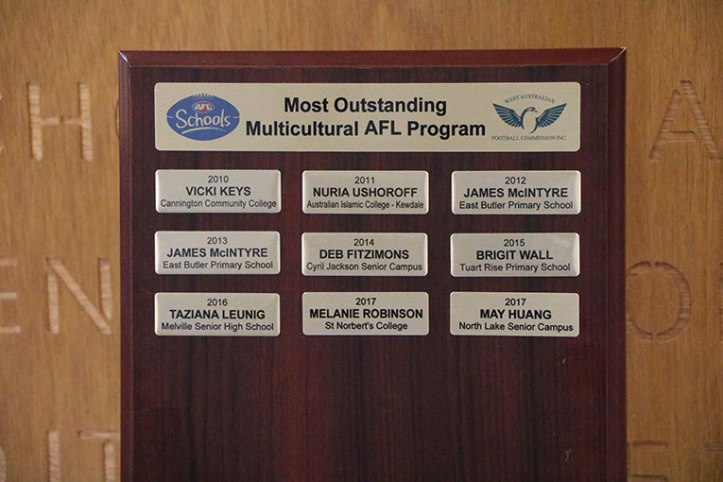 AFL
Schools
Most Outstanding
Multicultural AFL Program
WEST AUSTRALIAN
FOOTBALL COMMISSION INC.
2010
VICKI KEYS
Cannington Community College
2011
NURIA USHOROFF
Australian Islamic College - Kewdale
2012
JAMES McINTYRE
East Butler Primary School
2013
JAMES McINTYRE
East Butler Primary School
2014
DEB FITZIMONS
Cyril Jackson Senior Campus
2015
BRIGIT WALL
Tuart Rise Primary School
2016
TAZIANA LEUNIG
Melville Senior High School
2017
MELANIE ROBINSON
St Norbert's College
2017
MAY HUANG
North Lake Senior Campus